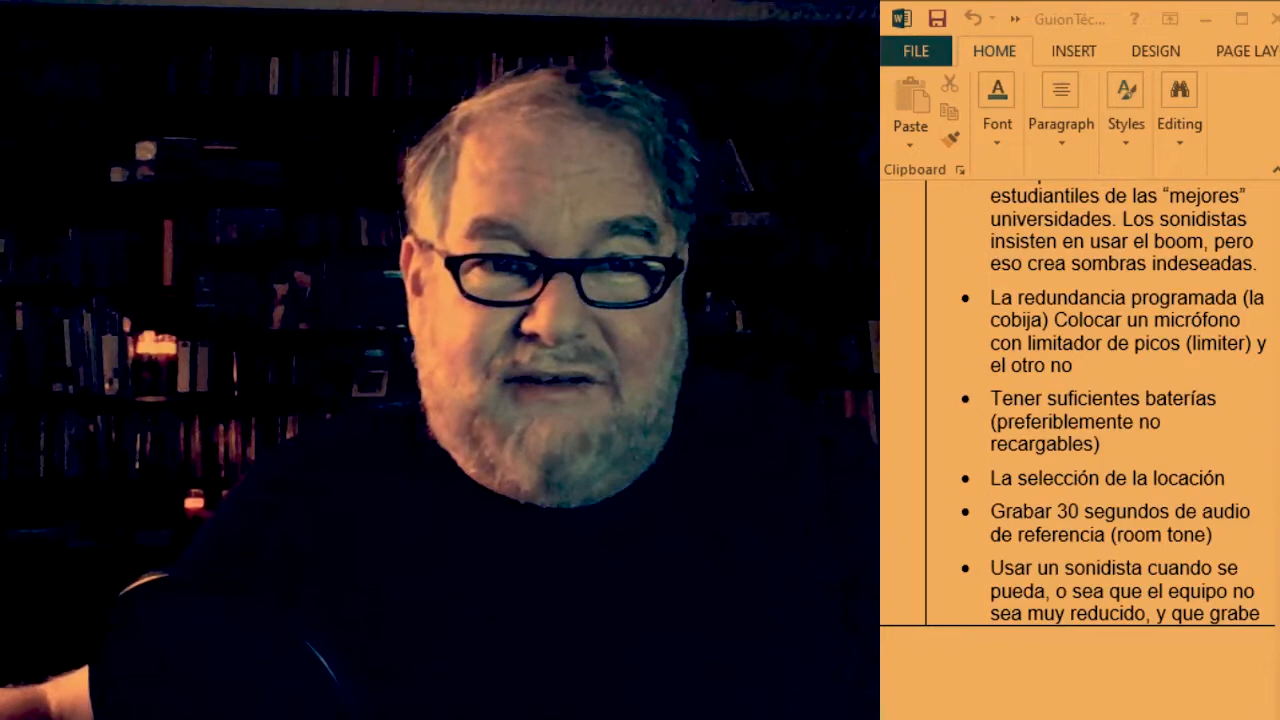 GuionTéc...
FILE
HOME
INSERT
DESIGN
PAGE LAY
Paste
Font
Paragraph
Styles
Editing
Clipboard
estudiantiles de las “mejores”
universidades. Los sonidistas
insisten en usar el boom, pero
eso crea sombras indeseadas.
• La redundancia programada (la
cobija) Colocar un micrófono
con limitador de picos (limiter) y
el otro no
• Tener suficientes baterías
(preferiblemente no
recargables)
• La selección de la locación
• Grabar 30 segundos de audio
de referencia (room tone)
• Usar un sonidista cuando se
pueda, o sea que el equipo no
sea muy reducido, y que grabe